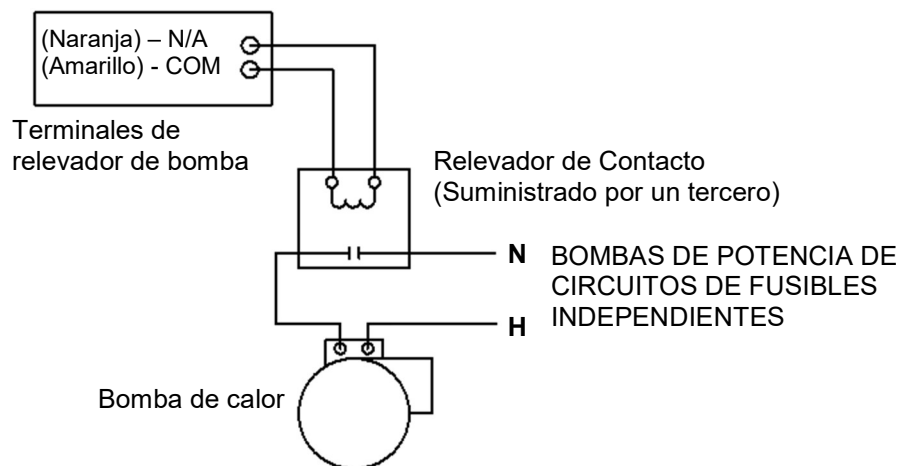 (Naranja) – N/A
(Amarillo) - COM
Terminales de
relevador de bomba
Relevador de Contacto
(Suministrado por un tercero)
N
BOMBAS DE POTENCIA DE
CIRCUITOS DE FUSIBLES
INDEPENDIENTES
H
Bomba de calor